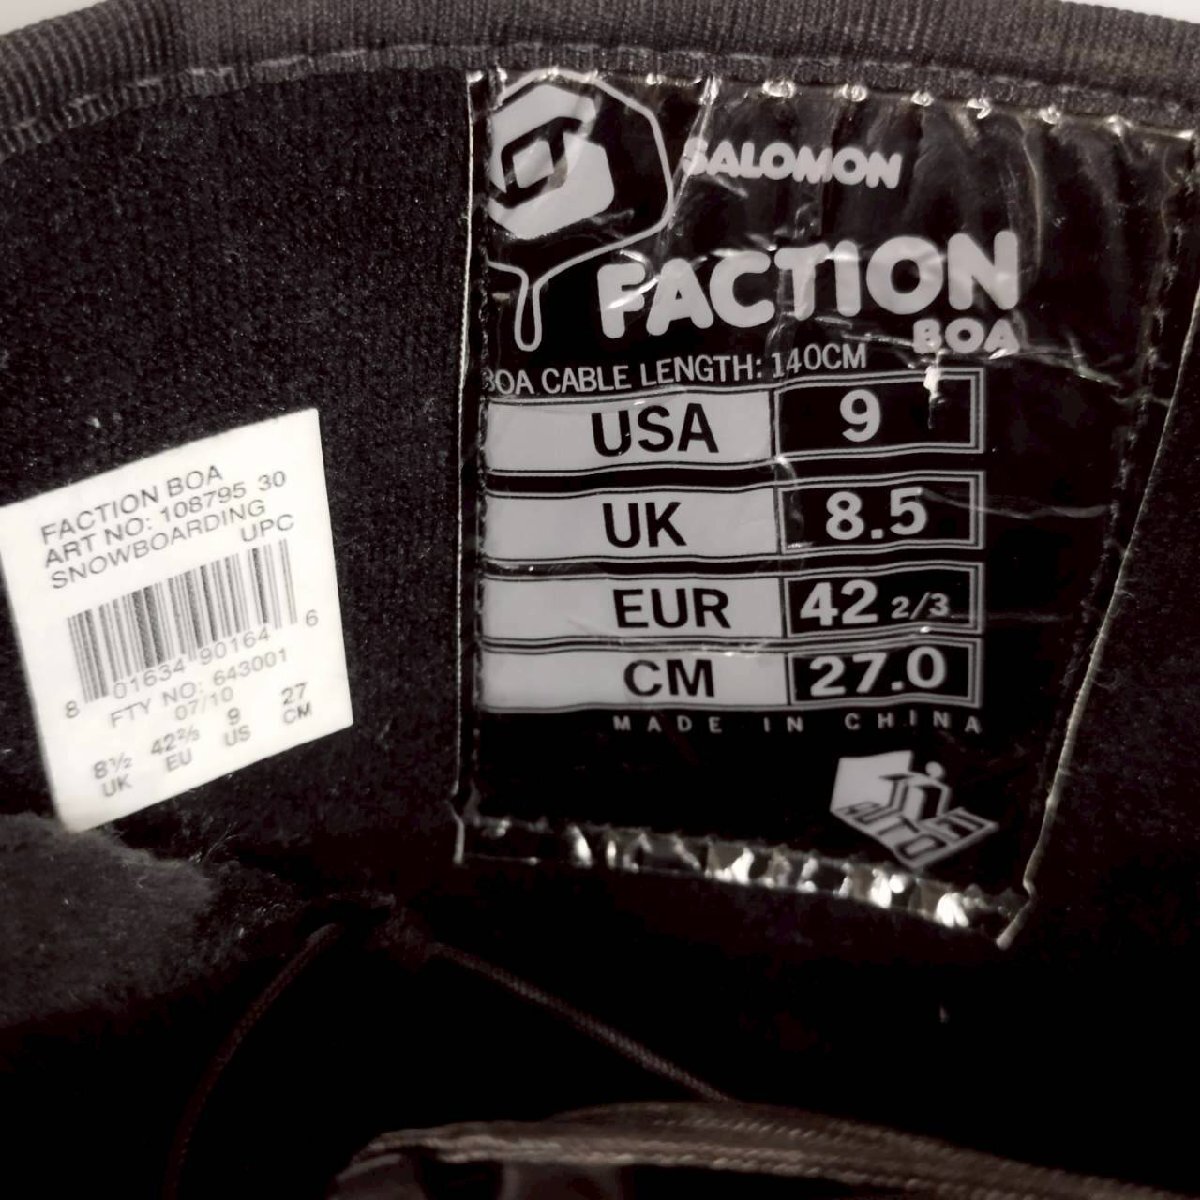 SALOMON
FACTION
BOA
BOA CABLE LENGTH: 140CM
USA 9
UK 8.5
EUR 42 2/3
CM 27.0
MADE IN CHINA
FACTION BOA
ART NO: 108795 30
SNOWBOARDING
UPC
8 01634 90164 6
FTY NO: 643001
07/10
8½ 42⅔ 9 27
UK EU US CM